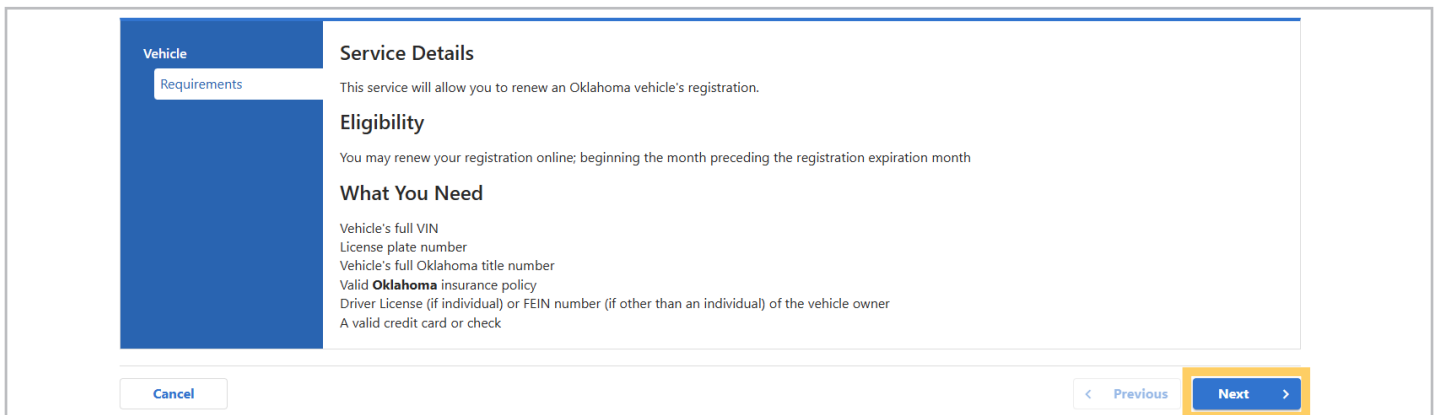 Vehicle
Requirements
Service Details
This service will allow you to renew an Oklahoma vehicle's registration.
Eligibility
You may renew your registration online; beginning the month preceding the registration expiration month
What You Need
Vehicle's full VIN
License plate number
Vehicle's full Oklahoma title number
Valid Oklahoma insurance policy
Driver License (if individual) or FEIN number (if other than an individual) of the vehicle owner
A valid credit card or check
Cancel
Previous
Next